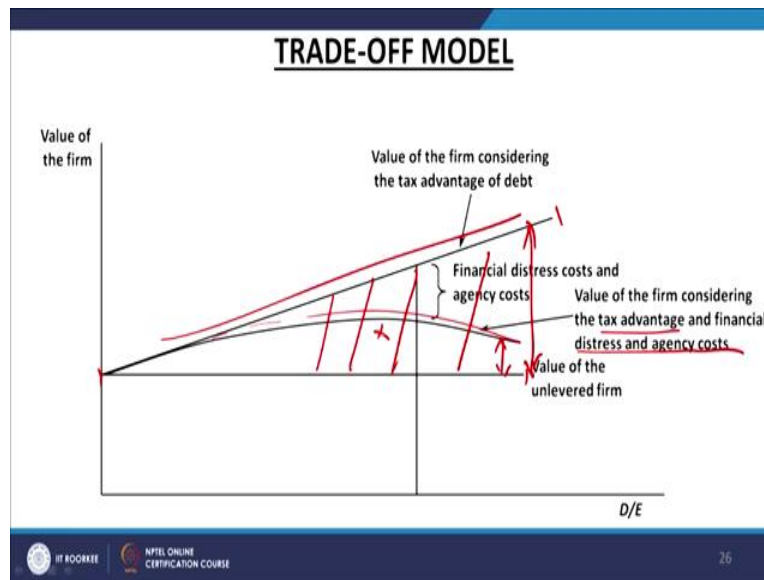 TRADE-OFF MODEL
Value of
the firm
Value of the firm considering
the tax advantage of debt
Financial distress costs and
agency costs
Value of the firm considering
the tax advantage and financial
distress and agency costs
Value of the
unlevered firm
D/E
IIT ROORKEE
NPTEL ONLINE
CERTIFICATION COURSE
26